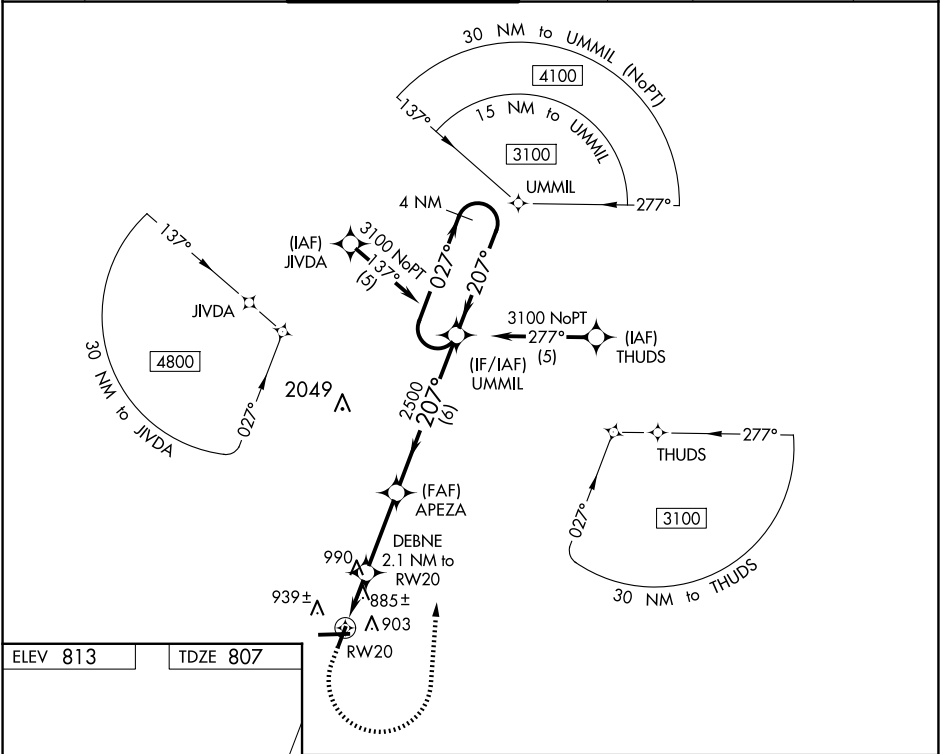 30 NM to UMMIL (NoPT)
4100
15 NM to UMMIL
137°
3100
UMMIL
277°
4 NM
(IAF)
JIVDA
3100 NoPT
137°
(5)
027°
207°
137°
JIVDA
4800
30 NM to JIVDA
027°
3100 NoPT
277°
(5)
(IAF)
THUDS
(IF/IAF)
UMMIL
2049
2500
207°
(6)
277°
THUDS
027°
3100
30 NM to THUDS
(FAF)
APEZA
DEBNE
2.1 NM to
RW20
990
939±
885±
903
RW20
ELEV 813
TDZE 807